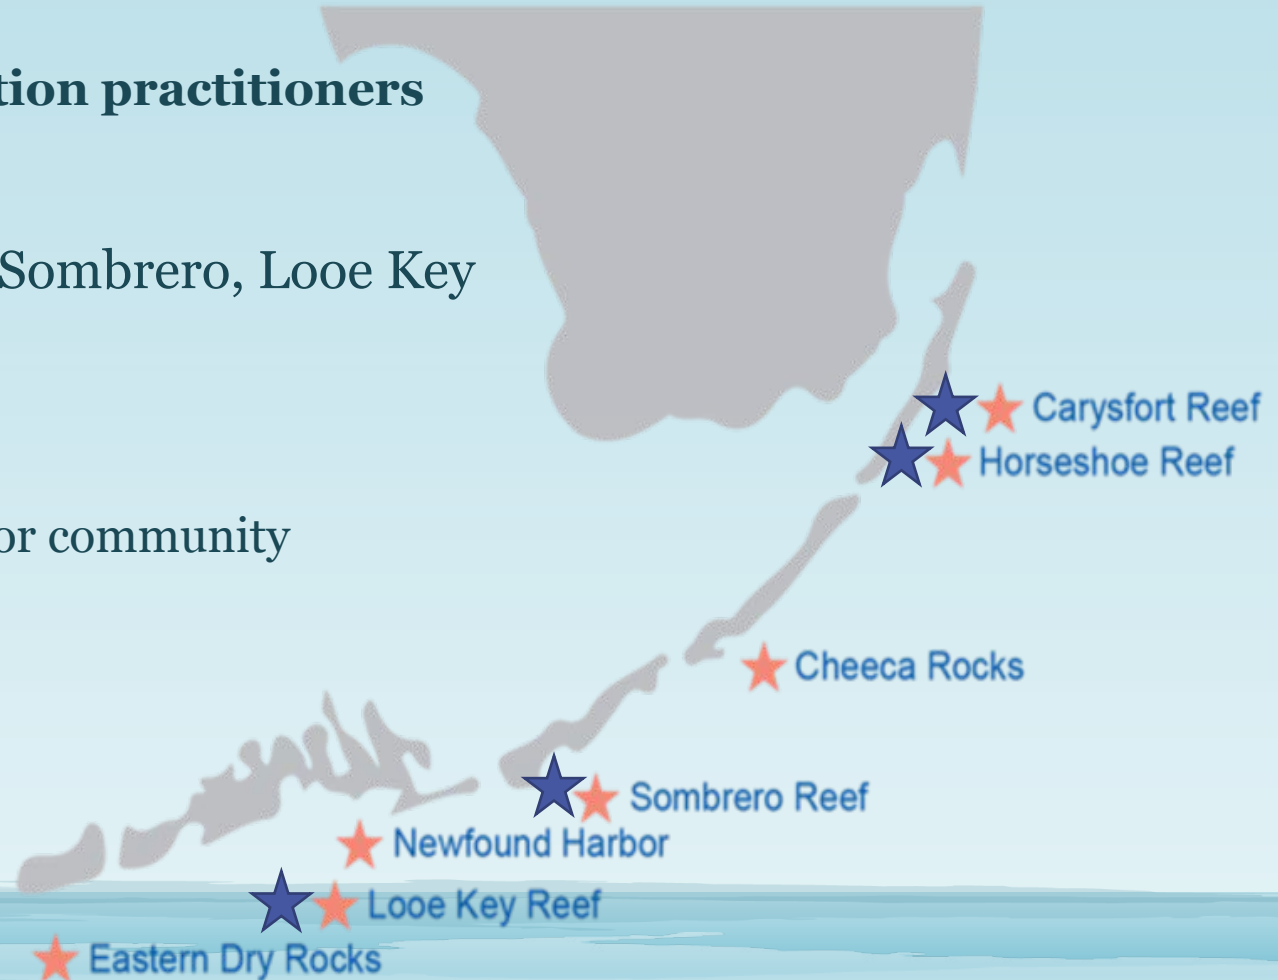 tion practitioners
Sombrero, Looe Key
Carysfort Reef
Horseshoe Reef
or community
Cheeca Rocks
Sombrero Reef
Newfound Harbor
Looe Key Reef
Eastern Dry Rocks